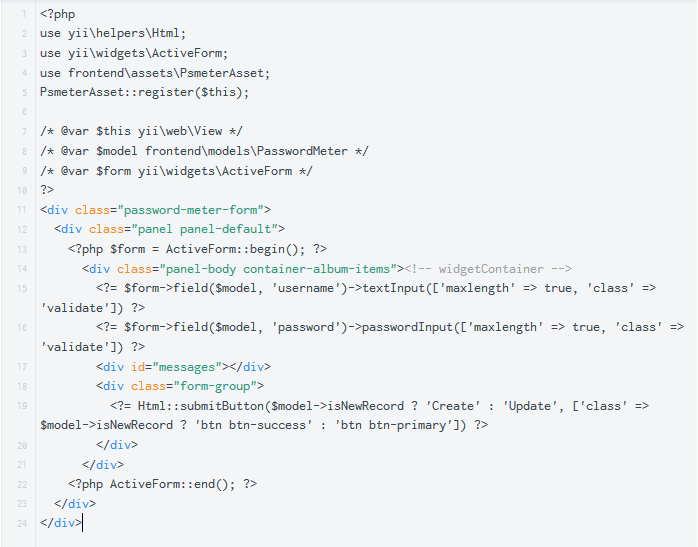 1 <?php
2 use yii\helpers\Html;
3 use yii\widgets\ActiveForm;
4 use frontend\assets\PsmeterAsset;
5 PsmeterAsset::register($this);
6
7 /* @var $this yii\web\View */
8 /* @var $model frontend\models\PasswordMeter */
9 /* @var $form yii\widgets\ActiveForm */
10 ?>
11 <div class="password-meter-form">
12   <div class="panel panel-default">
13     <?php $form = ActiveForm::begin(); ?>
14       <div class="panel-body container-album-items"><!-- widgetContainer -->
15         <?= $form->field($model, 'username')->textInput(['maxlength' => true, 'class' =>
'validate']) ?>
16         <?= $form->field($model, 'password')->passwordInput(['maxlength' => true, 'class' =>
'validate']) ?>
17         <div id="messages"></div>
18         <div class="form-group">
19           <?= Html::submitButton($model->isNewRecord ? 'Create' : 'Update', ['class' =>
$model->isNewRecord ? 'btn btn-success' : 'btn btn-primary']) ?>
20         </div>
21       </div>
22     <?php ActiveForm::end(); ?>
23   </div>
24 </div>